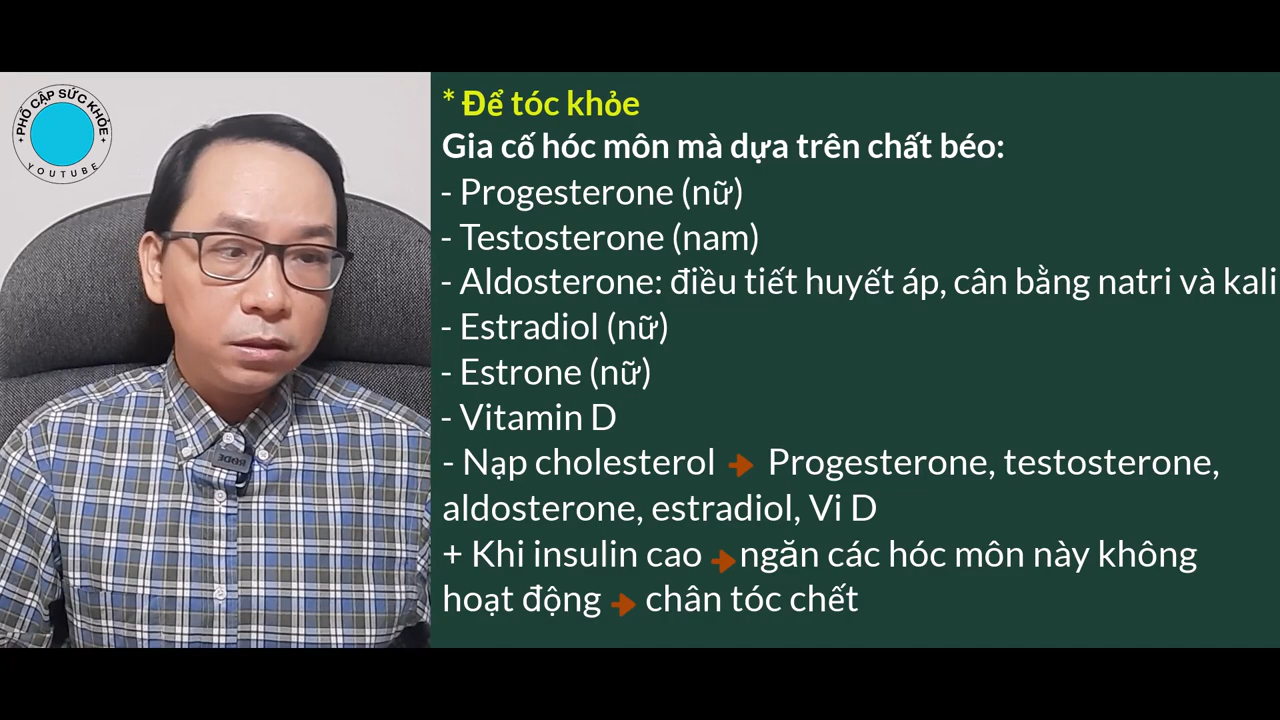 PHỔ CẬP SỨC KHỎE
YOUTUBE
* Để tóc khỏe
Gia cố hóc môn mà dựa trên chất béo:
- Progesterone (nữ)
- Testosterone (nam)
- Aldosterone: điều tiết huyết áp, cân bằng natri và kali
- Estradiol (nữ)
- Estrone (nữ)
- Vitamin D
- Nạp cholesterol → Progesterone, testosterone,
aldosterone, estradiol, Vi D
+ Khi insulin cao → ngăn các hóc môn này không
hoạt động → chân tóc chết